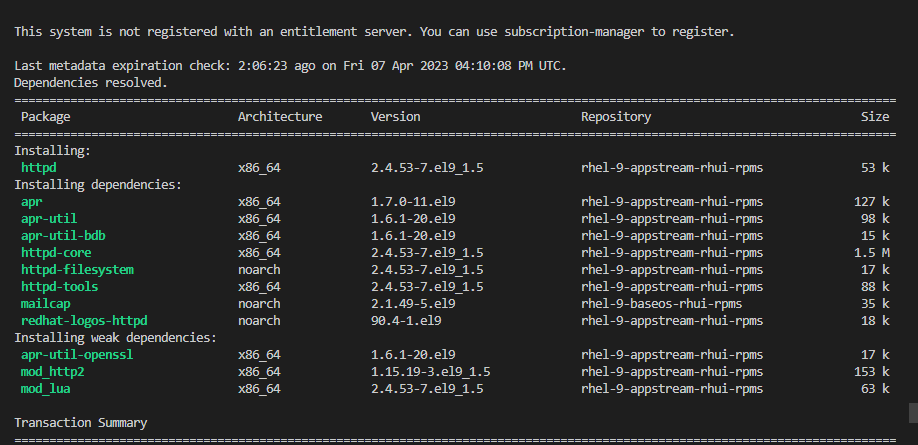 This system is not registered with an entitlement server. You can use subscription-manager to register.
Last metadata expiration check: 2:06:23 ago on Fri 07 Apr 2023 04:10:08 PM UTC.
Dependencies resolved.
================================================================================
Package Architecture Version Repository Size
================================================================================
Installing:
httpd x86_64 2.4.53-7.el9_1.5 rhel-9-appstream-rhui-rpms 53 k
Installing dependencies:
apr x86_64 1.7.0-11.el9 rhel-9-appstream-rhui-rpms 127 k
apr-util x86_64 1.6.1-20.el9 rhel-9-appstream-rhui-rpms 98 k
apr-util-bdb x86_64 1.6.1-20.el9 rhel-9-appstream-rhui-rpms 15 k
httpd-core x86_64 2.4.53-7.el9_1.5 rhel-9-appstream-rhui-rpms 1.5 M
httpd-filesystem noarch 2.4.53-7.el9_1.5 rhel-9-appstream-rhui-rpms 17 k
httpd-tools x86_64 2.4.53-7.el9_1.5 rhel-9-appstream-rhui-rpms 88 k
mailcap noarch 2.1.49-5.el9 rhel-9-baseos-rhui-rpms 35 k
redhat-logos-httpd noarch 90.4-1.el9 rhel-9-appstream-rhui-rpms 18 k
Installing weak dependencies:
apr-util-openssl x86_64 1.6.1-20.el9 rhel-9-appstream-rhui-rpms 17 k
mod_http2 x86_64 1.15.19-3.el9_1.5 rhel-9-appstream-rhui-rpms 153 k
mod_lua x86_64 2.4.53-7.el9_1.5 rhel-9-appstream-rhui-rpms 63 k
Transaction Summary
================================================================================